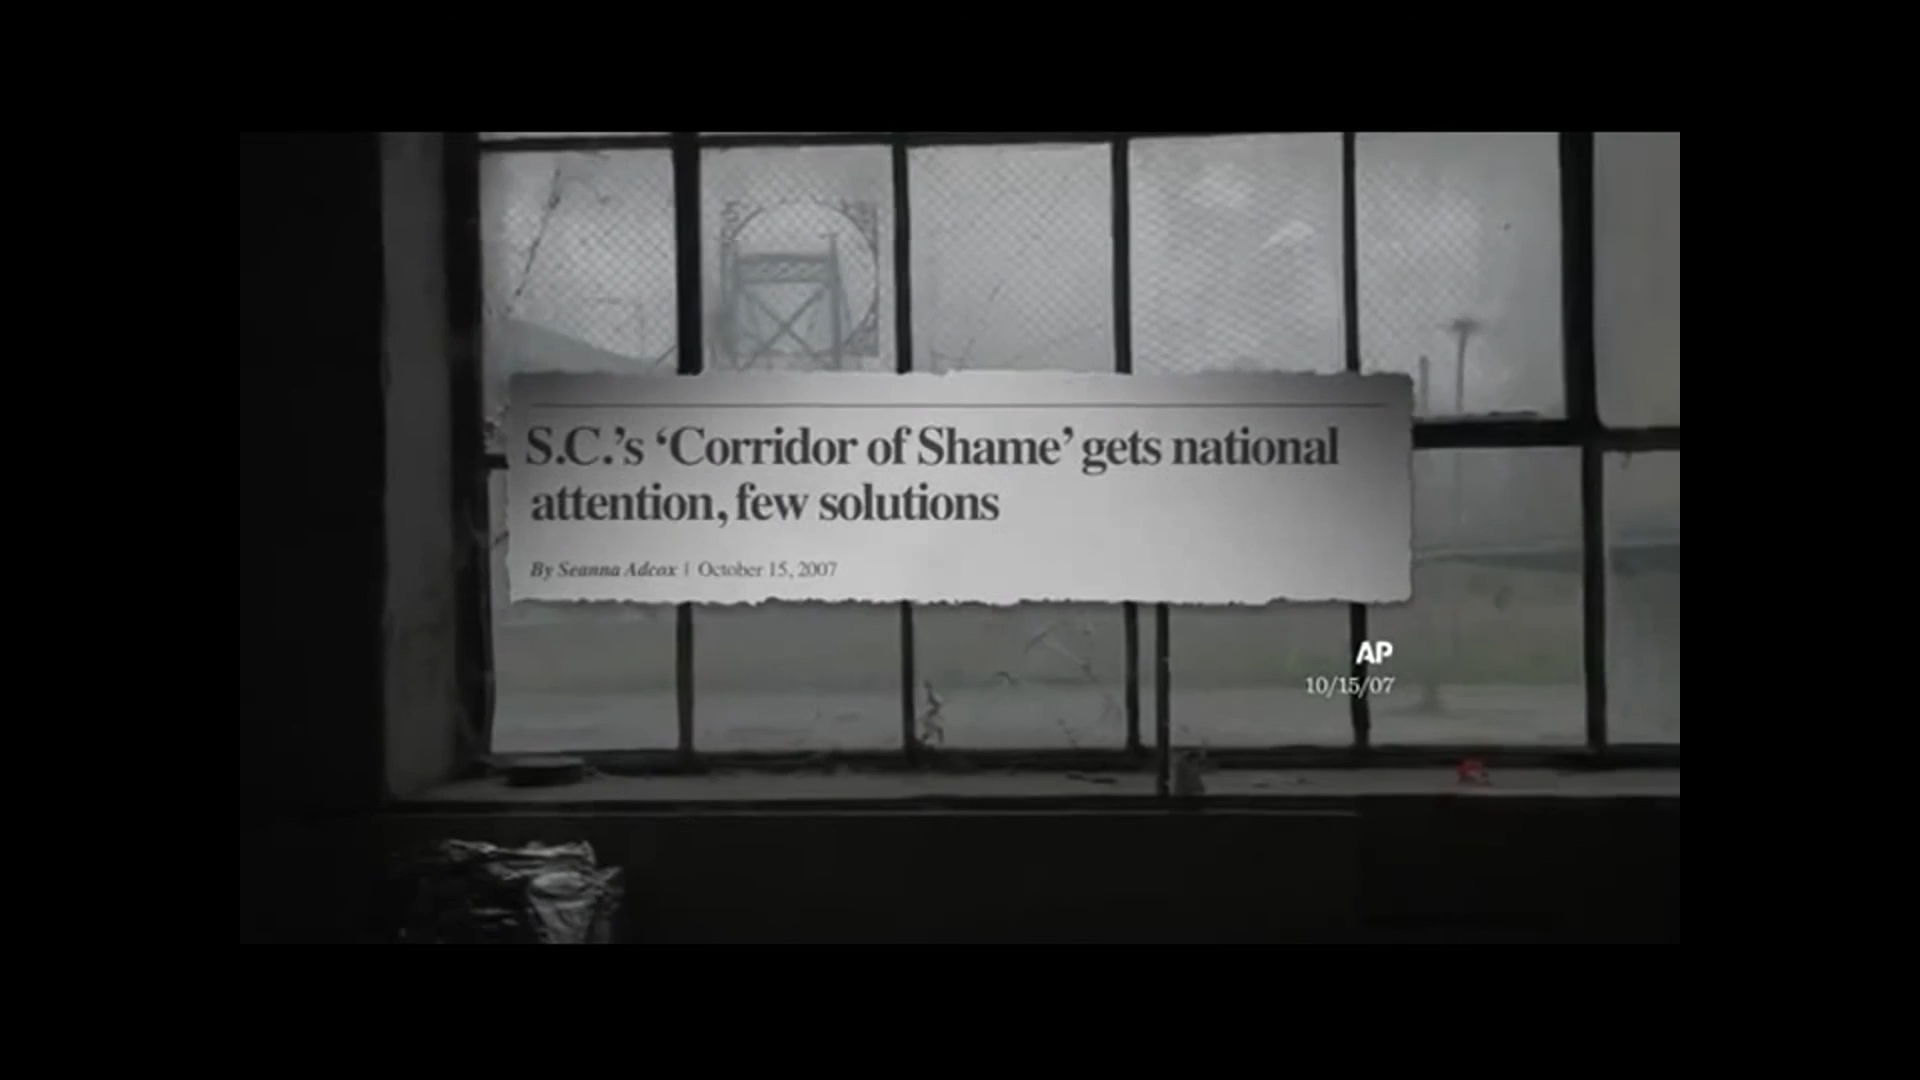 S.C.'s ‘Corridor of Shame’ gets national
attention, few solutions
By Seanna Adcox | October 15, 2007
AP
10/15/07